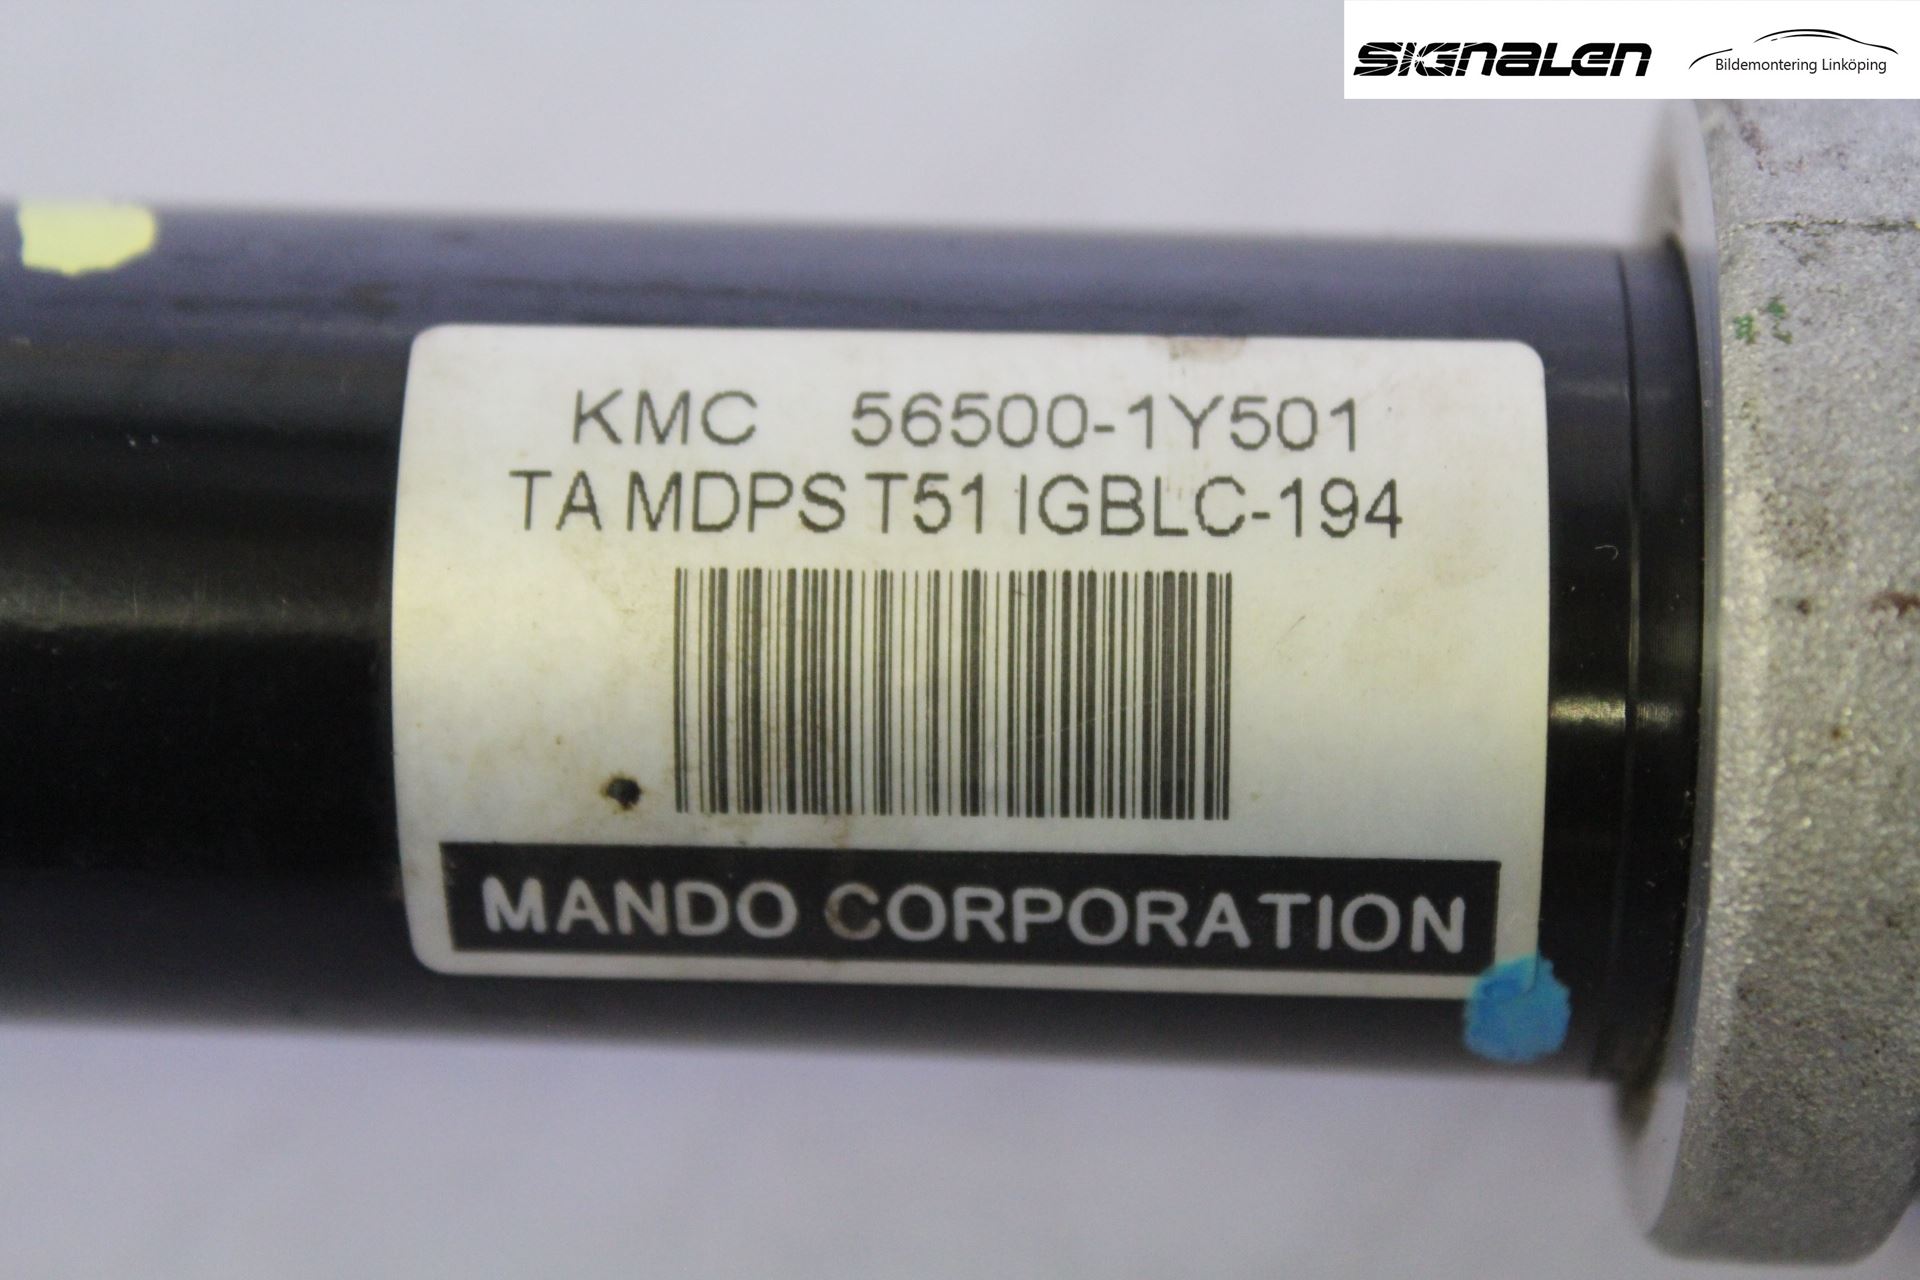 SIGNALEN
Bildemontering Linköping
KMC 56500-1Y501
TA MDPS T51 IGBLC-194
MANDO CORPORATION